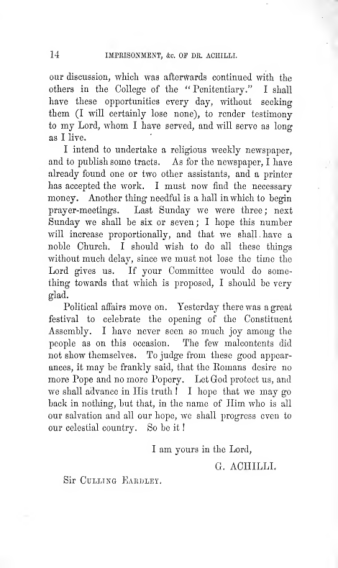 14 IMPRISONMENT, &c. OF DR. ACHILLI.
our discussion, which was afterwards continued with the
others in the College of the "Penitentiary." I shall
have these opportunities every day, without seeking
them (I will certainly lose none), to render testimony
to my Lord, whom I have served, and will serve as long
as I live.
I intend to undertake a religious weekly newspaper,
and to publish some tracts. As for the newspaper, I have
already found one or two other assistants, and a printer
has accepted the work. I must now find the necessary
money. Another thing needful is a hall in which to begin
prayer-meetings. Last Sunday we were three; next
Sunday we shall be six or seven; I hope this number
will increase proportionally, and that we shall have a
noble Church. I should wish to do all these things
without much delay, since we must not lose the time the
Lord gives us. If your Committee would do some-
thing towards that which is proposed, I should be very
glad.
Political affairs move on. Yesterday there was a great
festival to celebrate the opening of the Constituent
Assembly. I have never seen so much joy among the
people as on this occasion. The few malcontents did
not show themselves. To judge from these good appear-
ances, it may be frankly said, that the Romans desire no
more Pope and no more Popery. Let God protect us, and
we shall advance in His truth! I hope that we may go
back in nothing, but that, in the name of Him who is all
our salvation and all our hope, we shall progress even to
our celestial country. So be it!
I am yours in the Lord,
G. ACHILLI.
Sir CULLING EARDLEY.